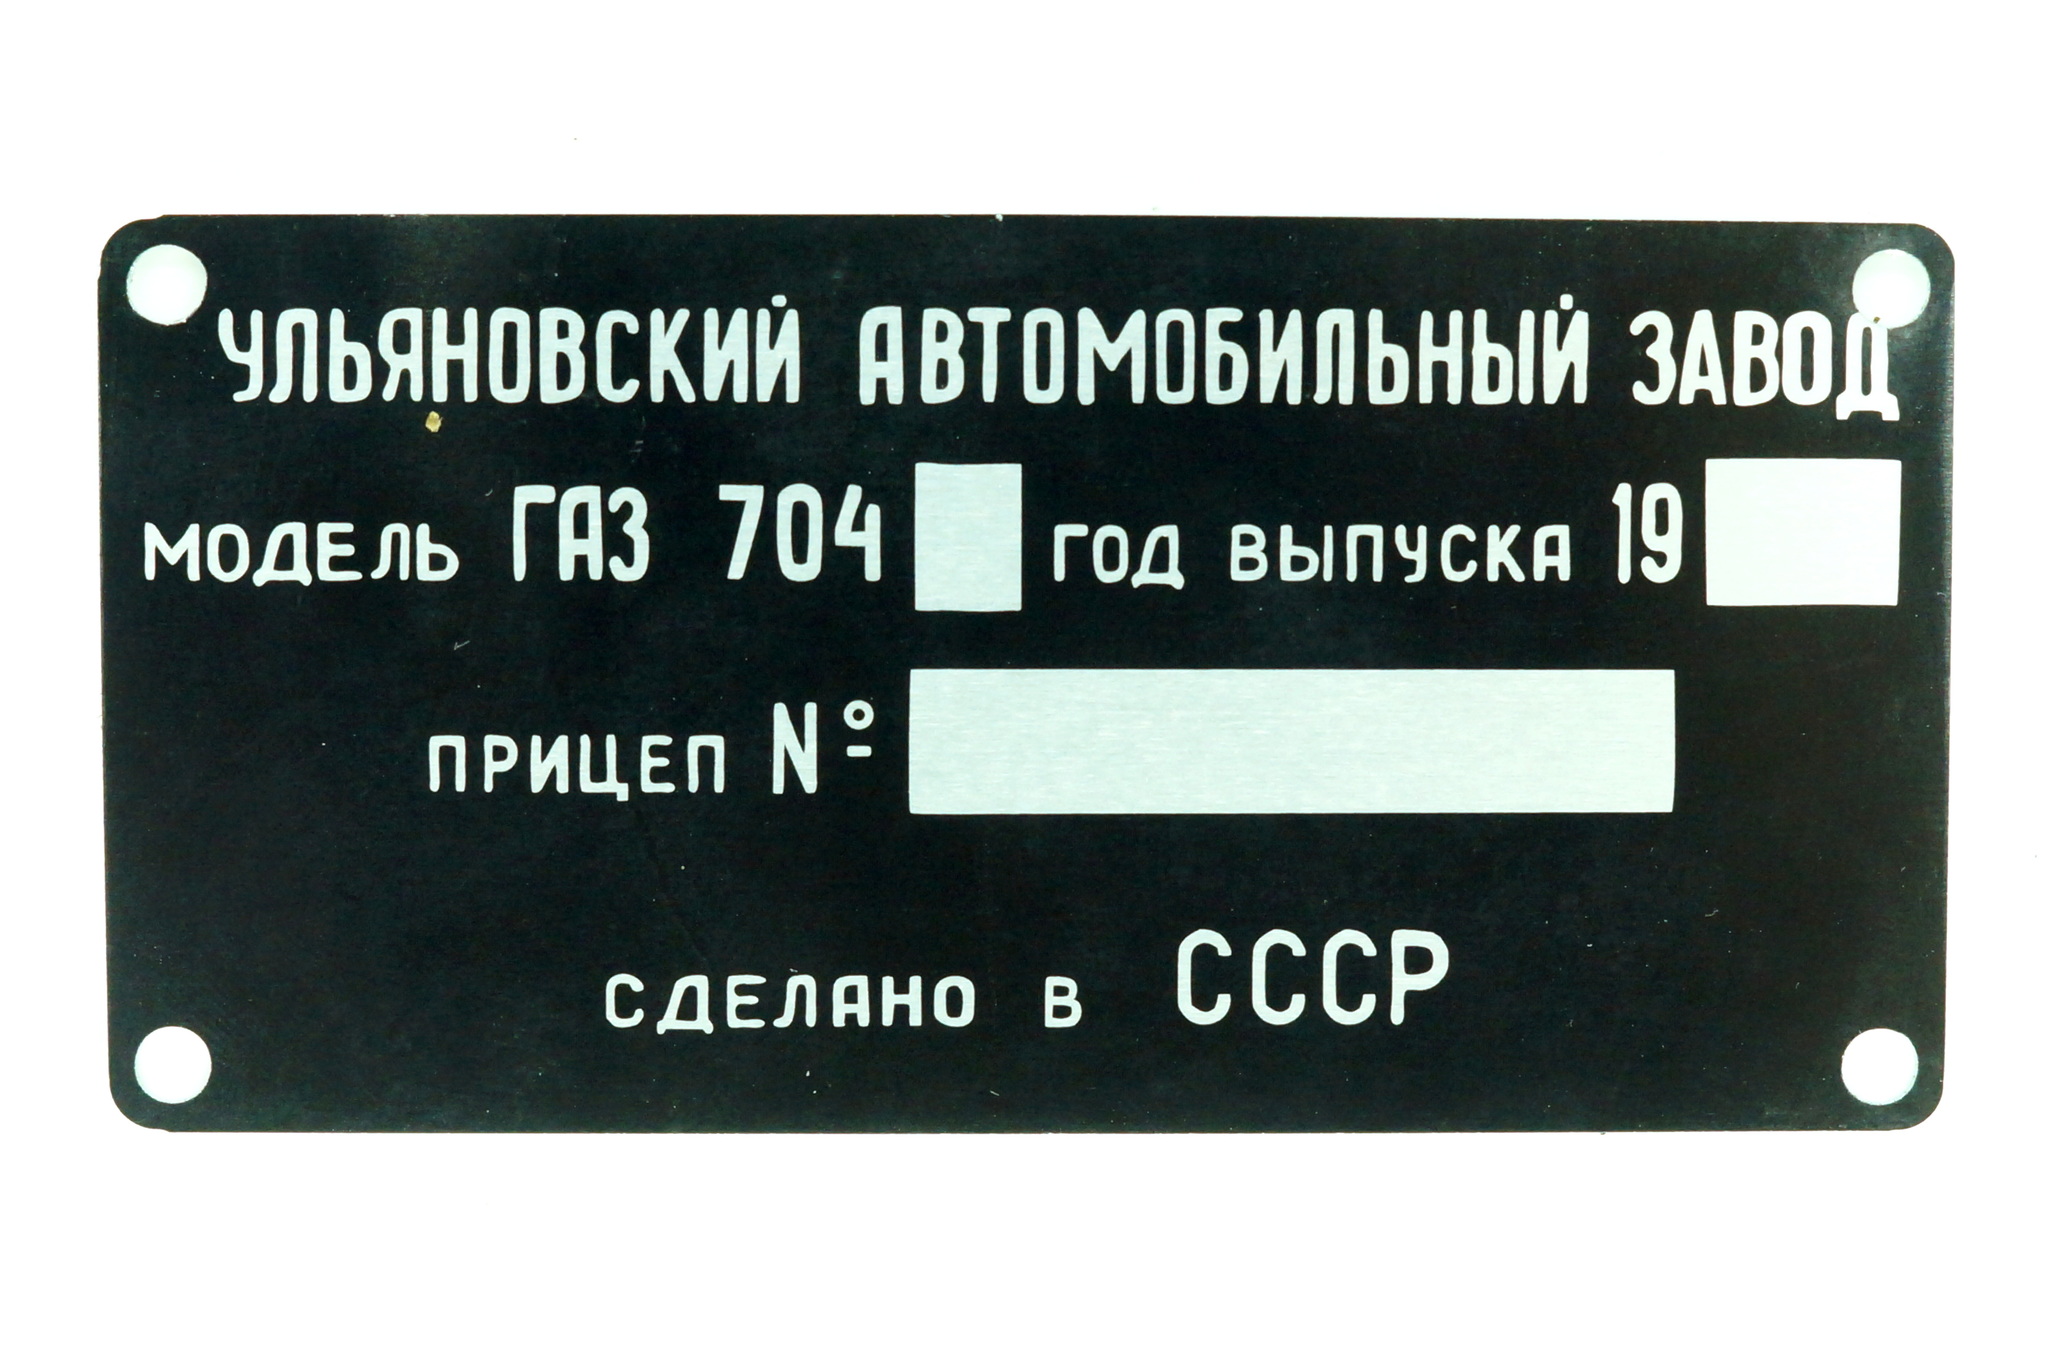 УЛЬЯНОВСКИЙ АВТОМОБИЛЬНЫЙ ЗАВОД
МОДЕЛЬ ГАЗ 704 ГОД ВЫПУСКА 19
ПРИЦЕП №
СДЕЛАНО В СССР